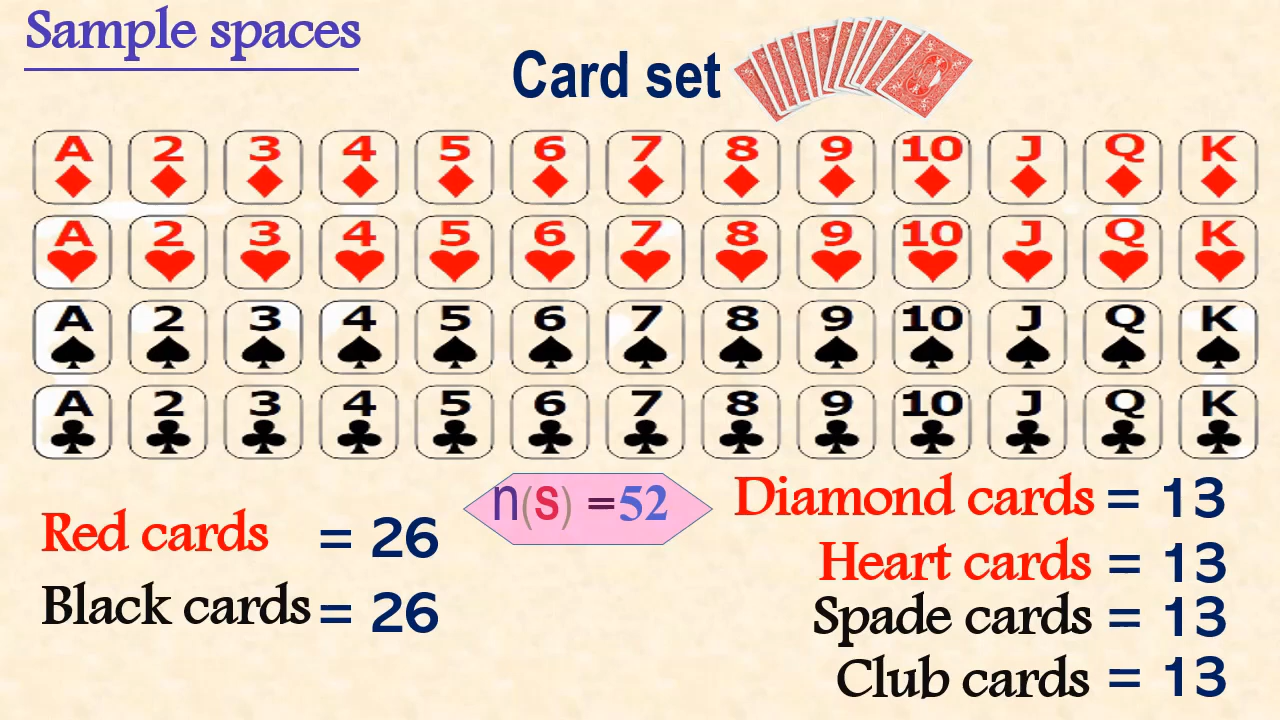 Sample spaces
Card set
A 2 3 4 5 6 7 8 9 10 J Q K
A 2 3 4 5 6 7 8 9 10 J Q K
A 2 3 4 5 6 7 8 9 10 J Q K
A 2 3 4 5 6 7 8 9 10 J Q K
n(s) =52
Red cards = 26
Black cards = 26
Diamond cards = 13
Heart cards = 13
Spade cards = 13
Club cards = 13